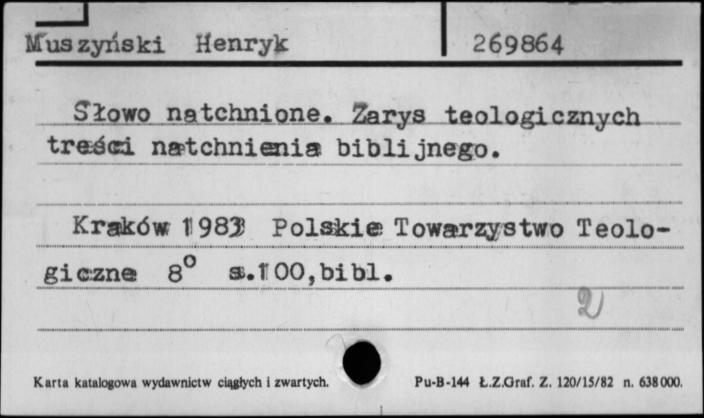 Muszyński Henryk 269864
Słowo natchnione. Zarys teologicznych
treści natchnienia biblijnego.
Kraków 1983 Polskie Towarzystwo Teolo-
giczne 8° s.100,bibl.
2
Karta katalogowa wydawnictw ciągłych i zwartych. Pu-B-144 Ł.Z.Graf. Z. 120/15/82 n. 638000.